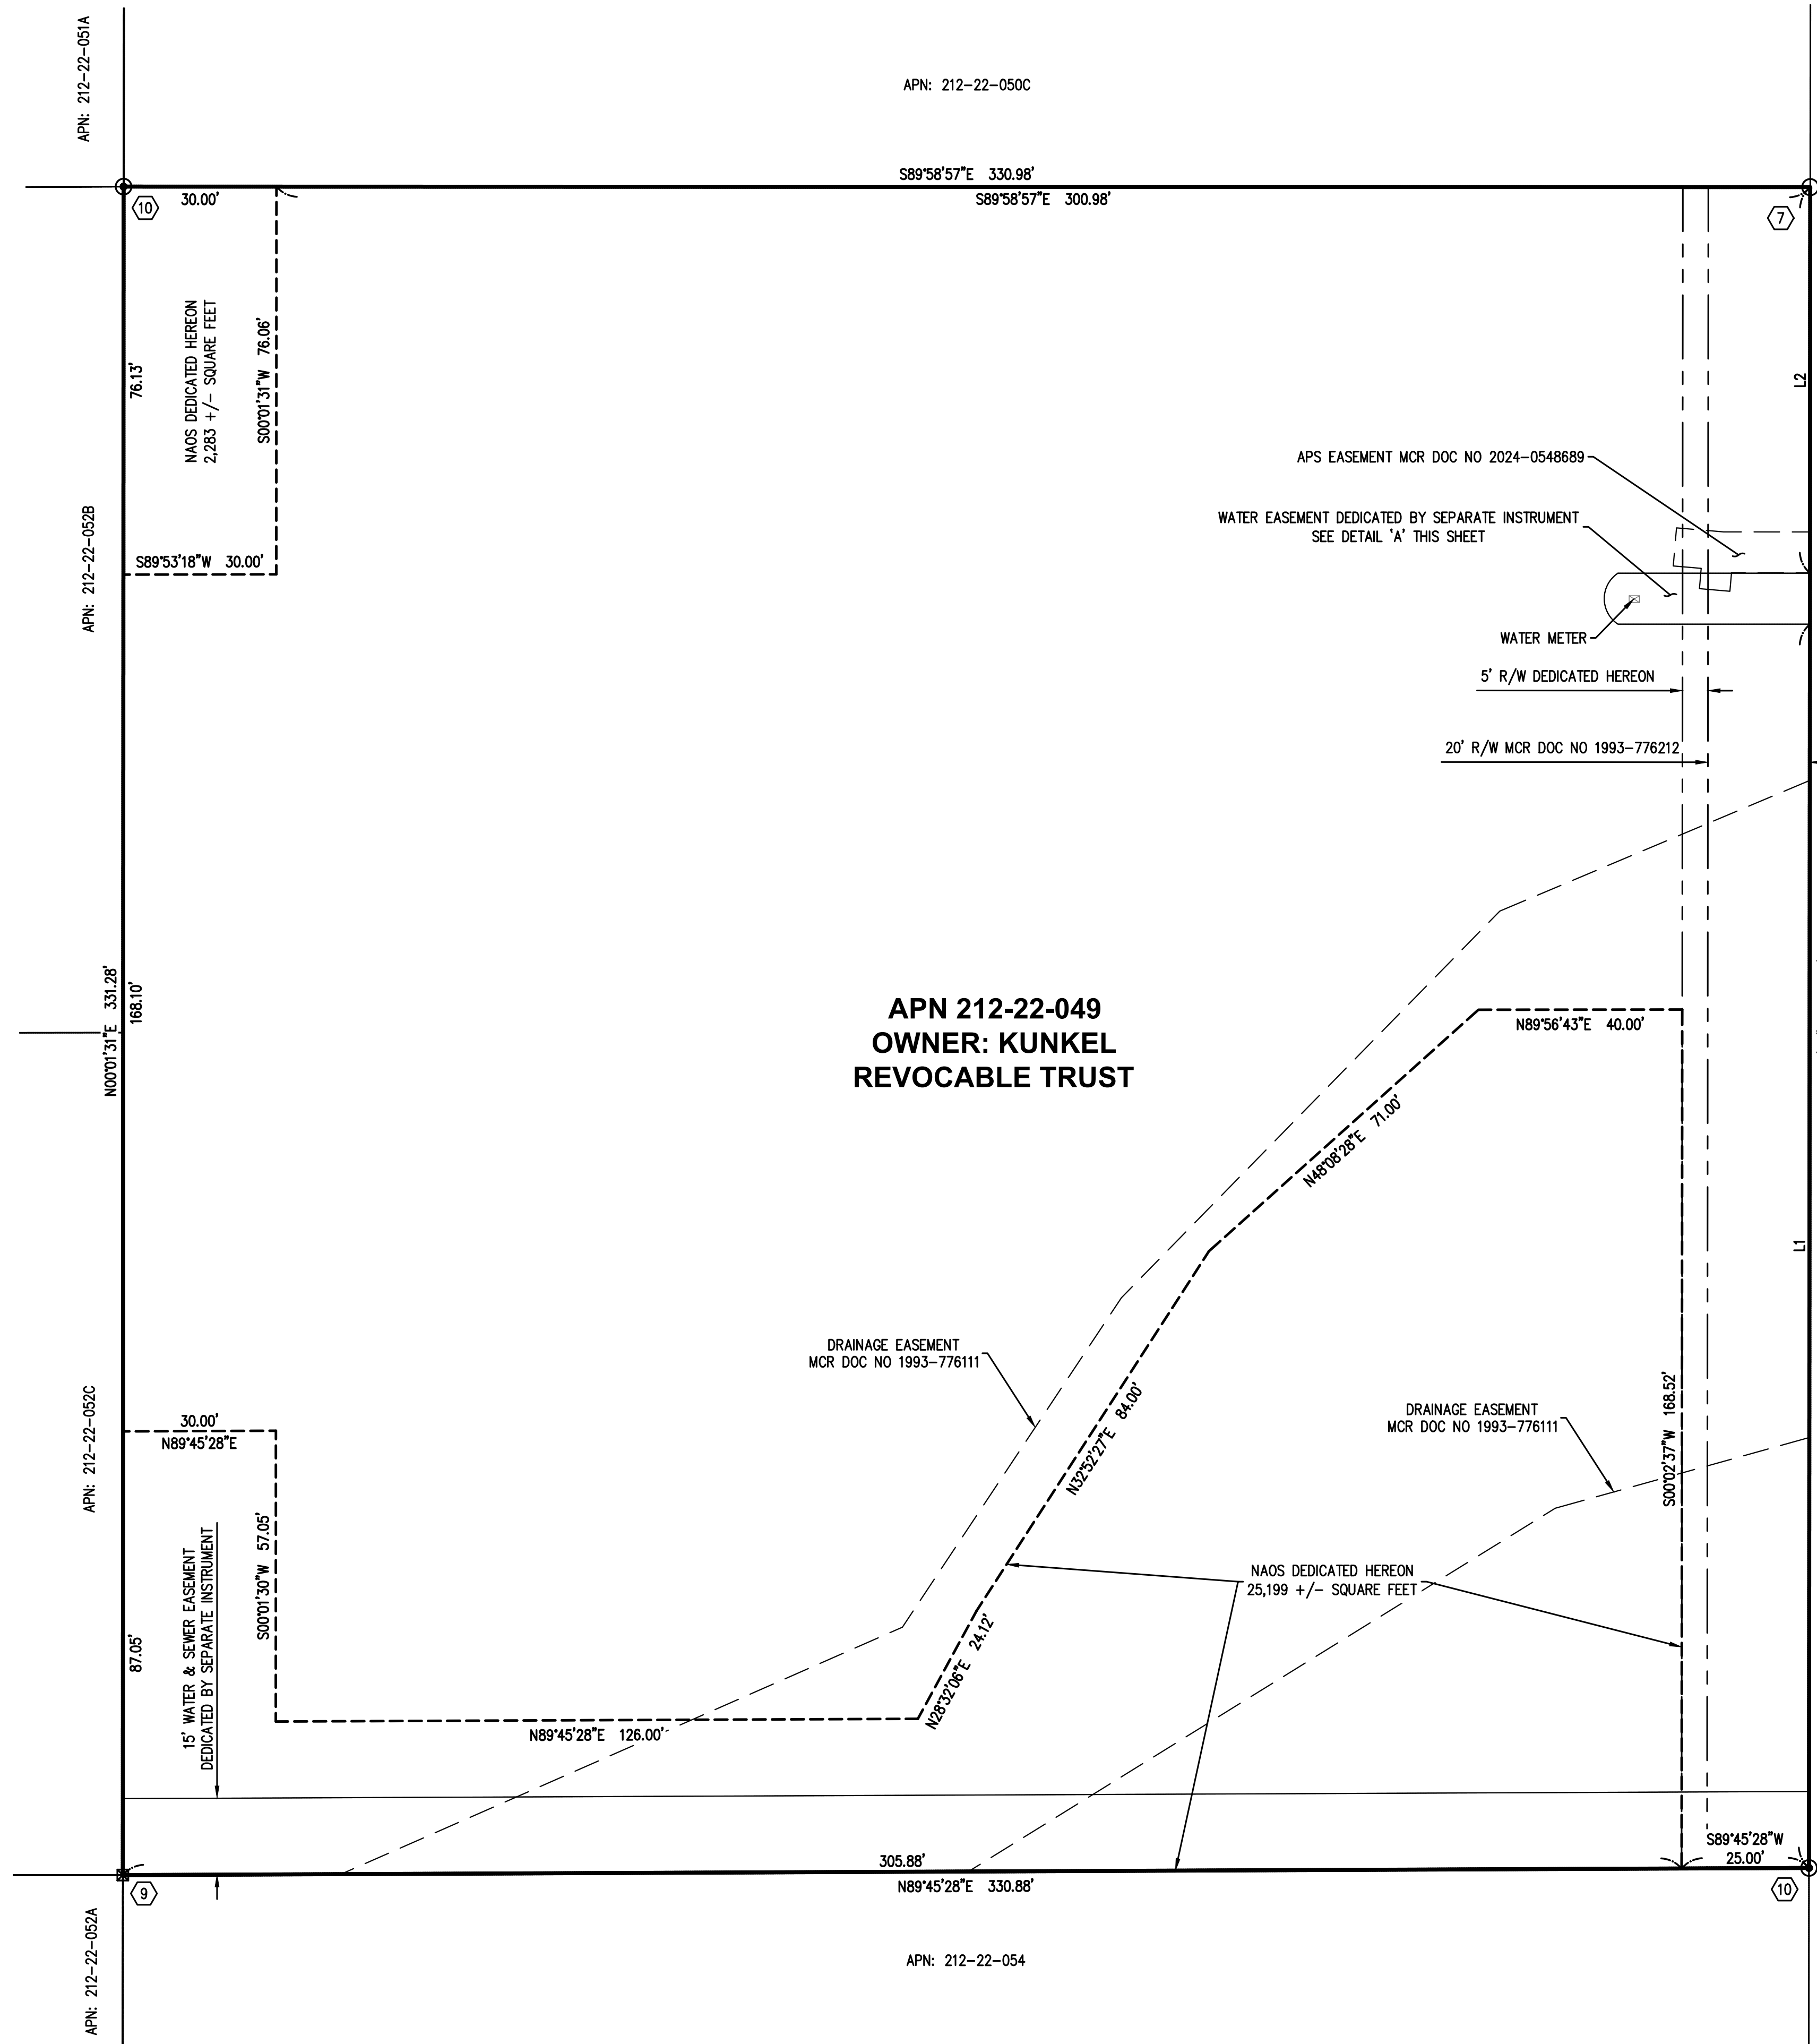 APN: 212-22-051A
APN: 212-22-050C
S89°58'57"E 330.98'
30.00'
S89°58'57"E 300.98'
10
7
NAOS DEDICATED HEREON
2,283 +/- SQUARE FEET
S00°01'31"W 76.06'
76.13'
L2
APS EASEMENT MCR DOC NO 2024-0548689
WATER EASEMENT DEDICATED BY SEPARATE INSTRUMENT
SEE DETAIL 'A' THIS SHEET
S89°53'18"W 30.00'
APN: 212-22-052B
WATER METER
5' R/W DEDICATED HEREON
20' R/W MCR DOC NO 1993-776212
N00°01'31"E 331.28'
168.10'
APN 212-22-049
OWNER: KUNKEL
REVOCABLE TRUST
N89°56'43"E 40.00'
N48°08'28"E 71.00'
L1
DRAINAGE EASEMENT
MCR DOC NO 1993-776111
N32°52'27"E 84.00'
DRAINAGE EASEMENT
MCR DOC NO 1993-776111
S00°02'37"W 168.52'
APN: 212-22-052C
30.00'
N89°45'28"E
S00°01'30"W 57.05'
15' WATER & SEWER EASEMENT
DEDICATED BY SEPARATE INSTRUMENT
87.05'
NAOS DEDICATED HEREON
25,199 +/- SQUARE FEET
N28°32'06"E 24.12'
N89°45'28"E 126.00'
S89°45'28"W
25.00'
305.88'
N89°45'28"E 330.88'
9
10
APN: 212-22-052A
APN: 212-22-054